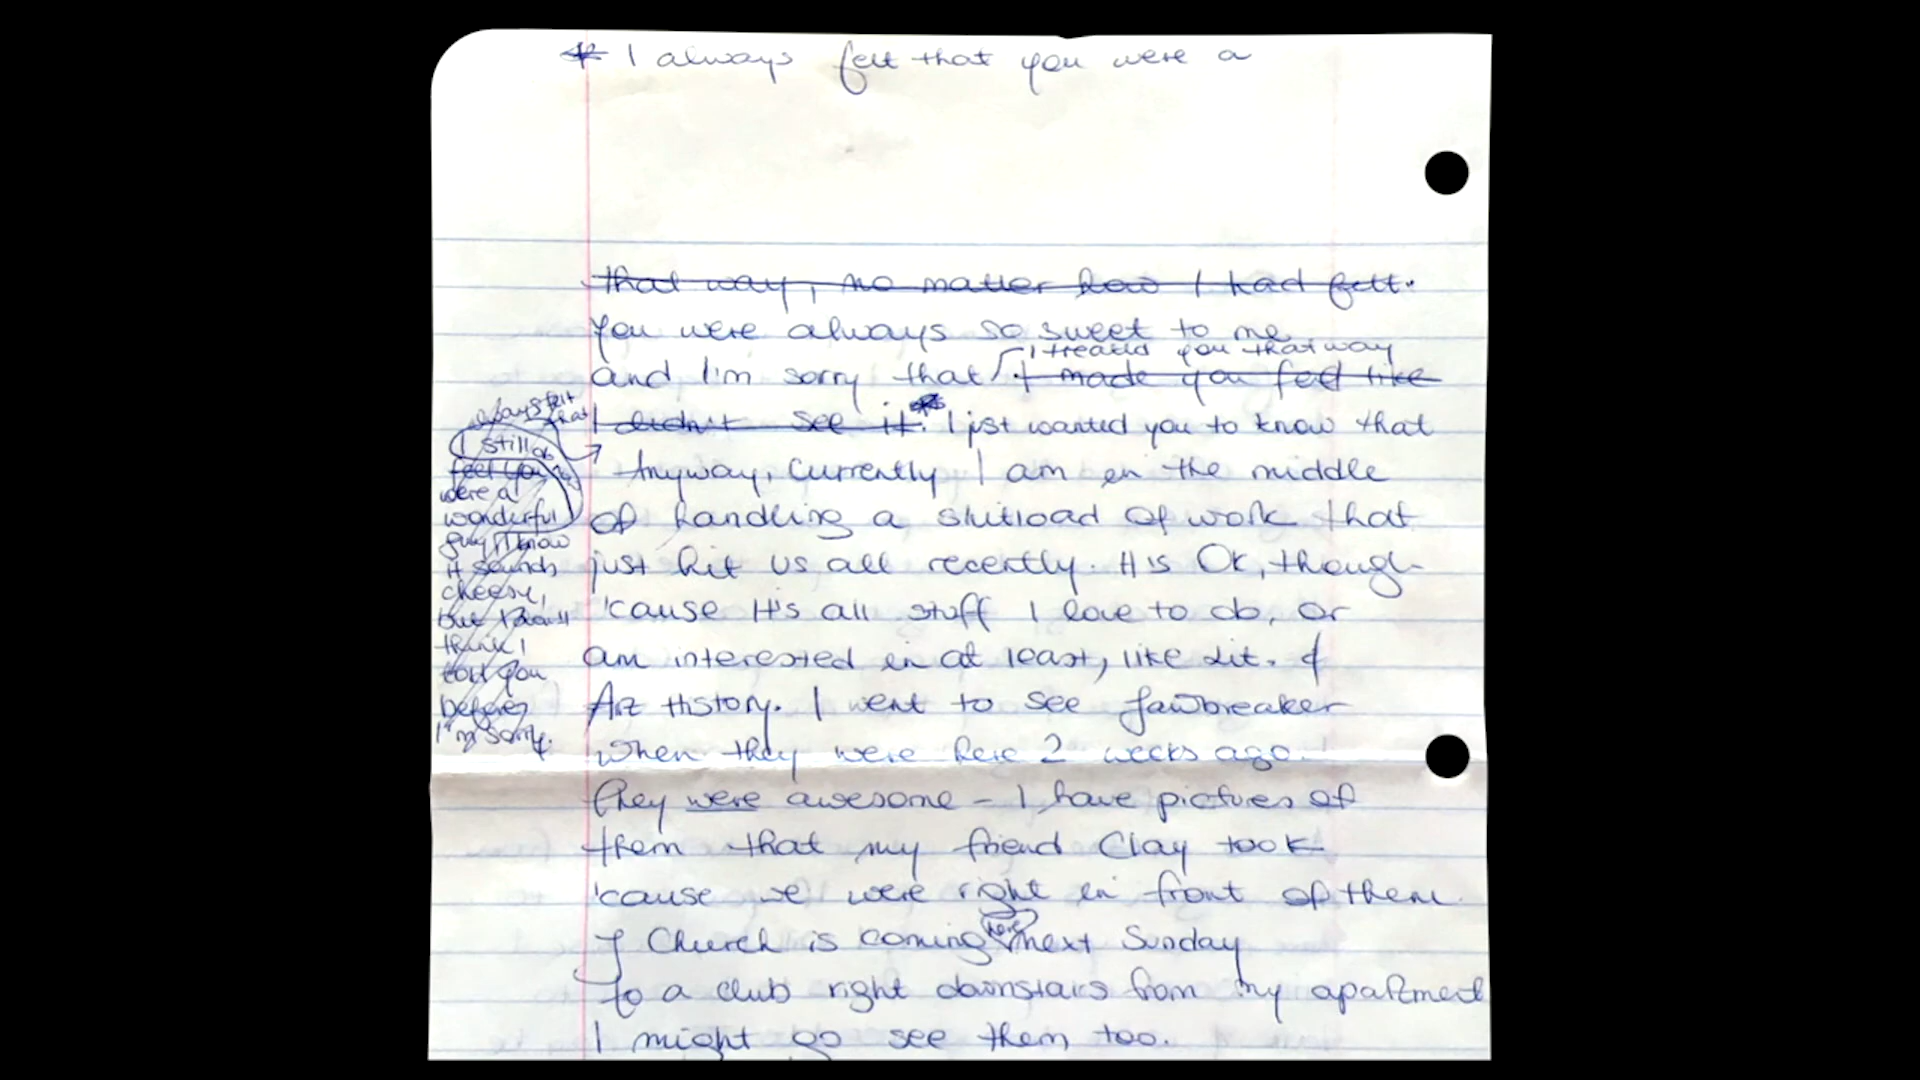 * I always felt that you were a
that way, no matter how I had felt.
you were always so sweet to me
I treated you that way
and I'm sorry that I made you feel like
I didn't see it. I jst wanted you to know that
always felt
that
I still
feel you
were a
wonderful
guy, I know
it sounds
cheesy,
but I don't
think I
told you
before,
I'm sorry.
Anyway, currently I am in the middle
of handling a shitload of work that
just hit us all recently. It's OK, though
'cause It's all stuff I love to do, or
am interested in at least, like Lit. &
Art History. I went to see Jawbreaker
when they were here 2 weeks ago.
They were awesome - I have pictures of
them that my friend Clay took
'cause we were right in front of them.
J Church is coming here next Sunday
to a club right downstairs from my apartment
I might go see them too.